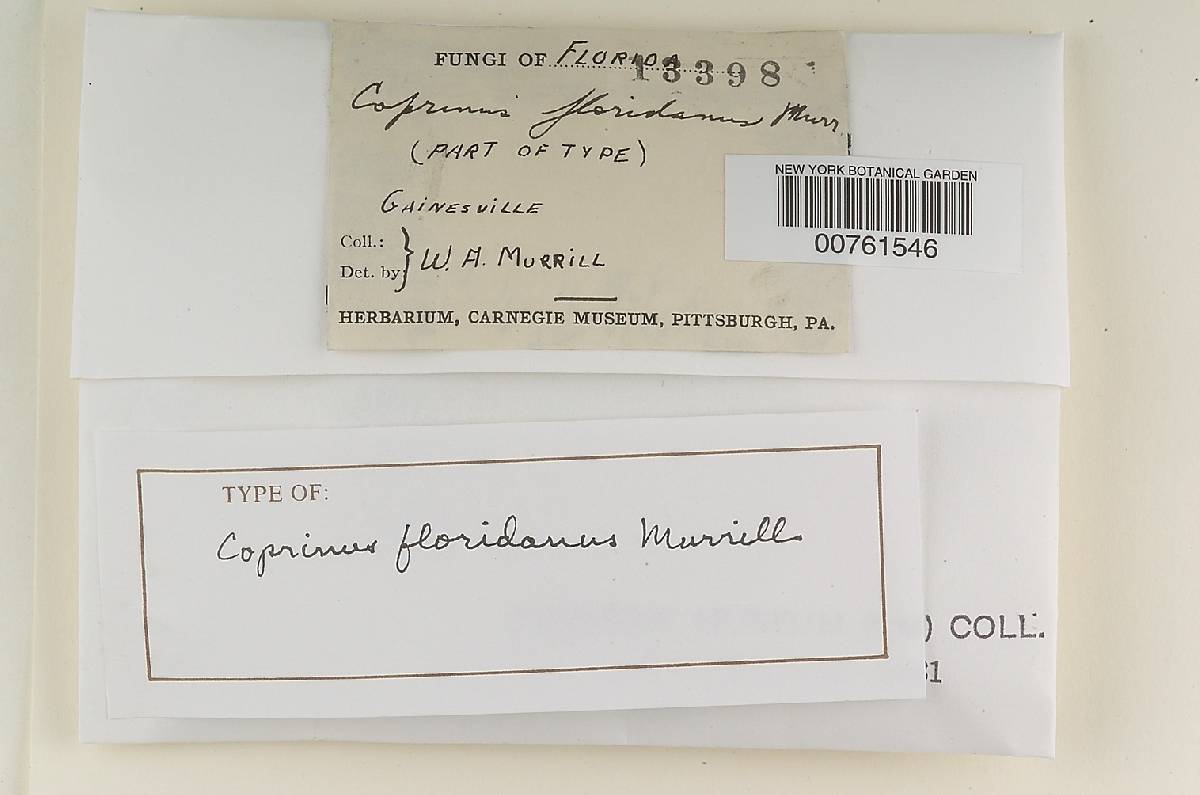 FUNGI OF FLORIDA 13398
Coprinus floridanus Murr.
(PART OF TYPE)
NEW YORK BOTANICAL GARDEN
00761546
GAINESVILLE
Coll.:
Det. by } W. A. MURRILL
HERBARIUM, CARNEGIE MUSEUM, PITTSBURGH, PA.
TYPE OF:
Coprinus floridanus Murrill
) COLL.